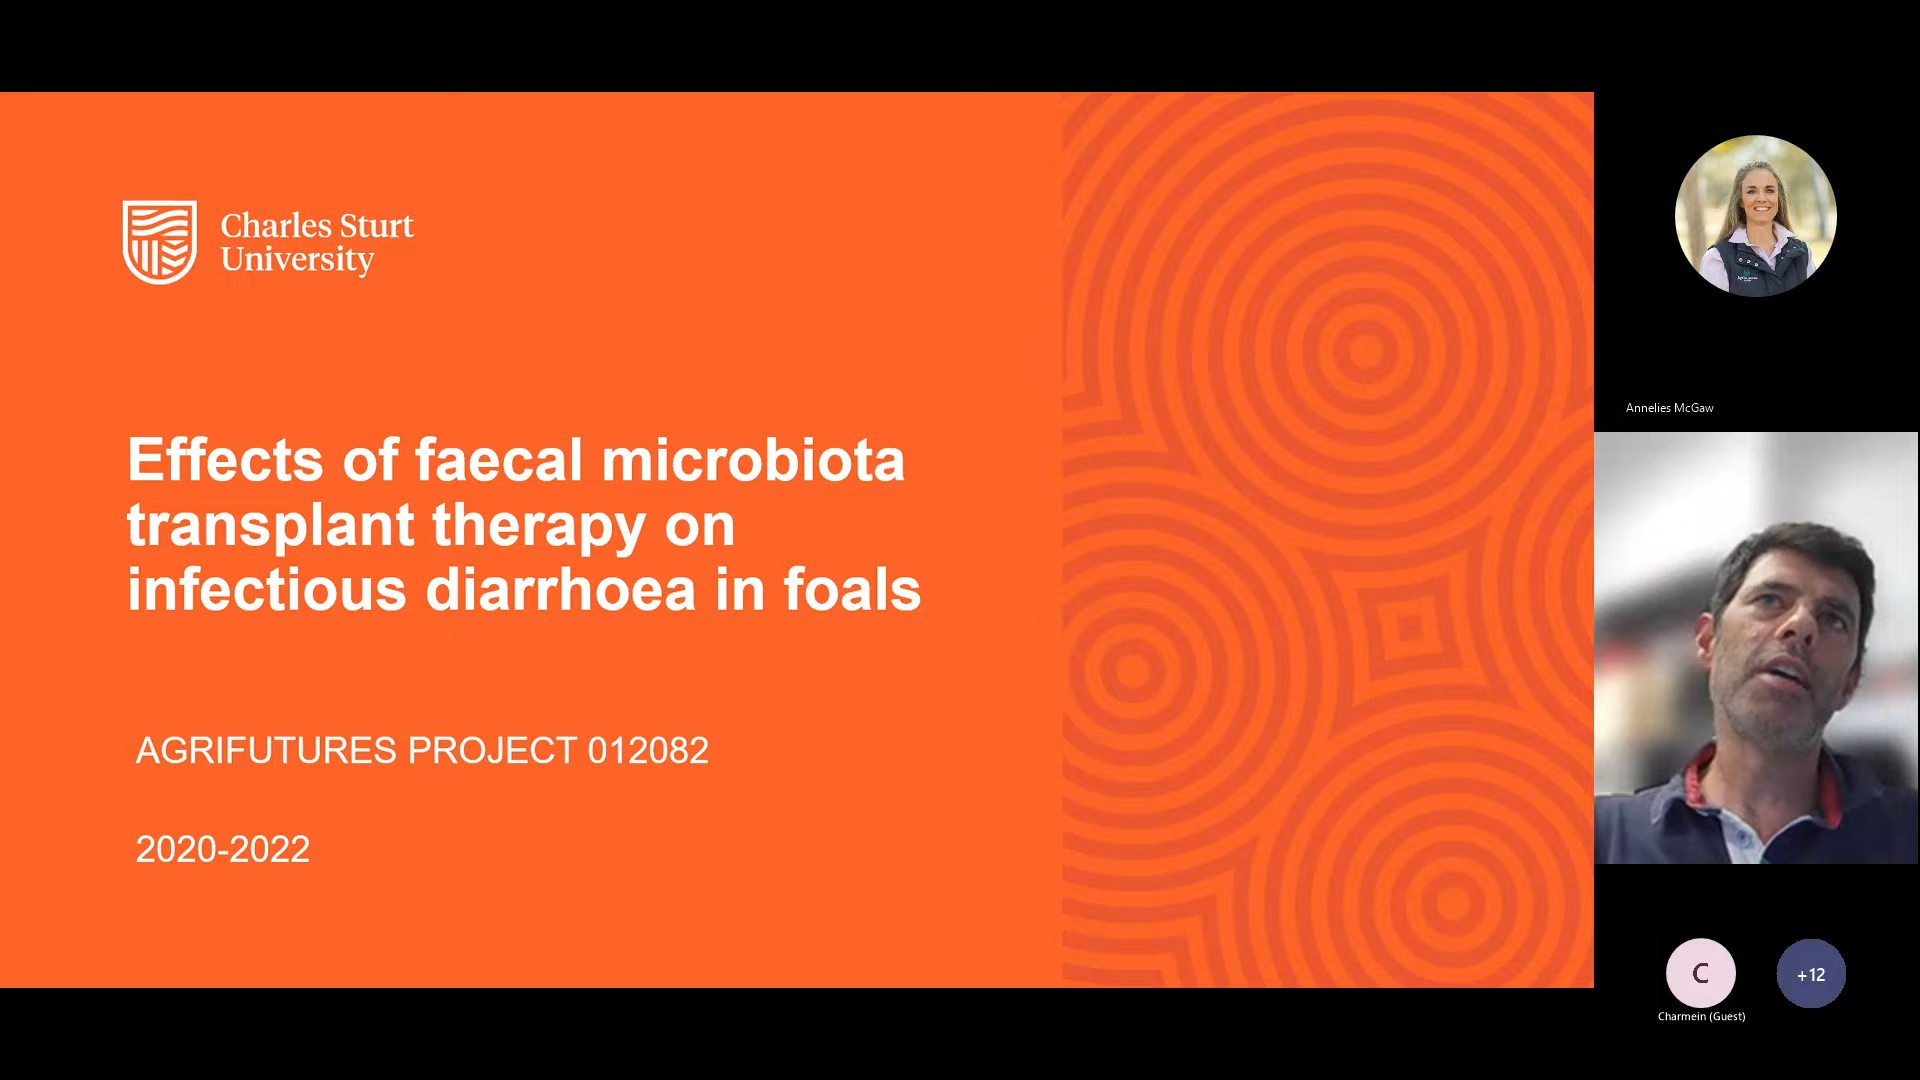 Charles Sturt
University
Effects of faecal microbiota
transplant therapy on
infectious diarrhoea in foals
AGRIFUTURES PROJECT 012082
2020-2022
Annelies McGaw
C
+12
Charmein (Guest)